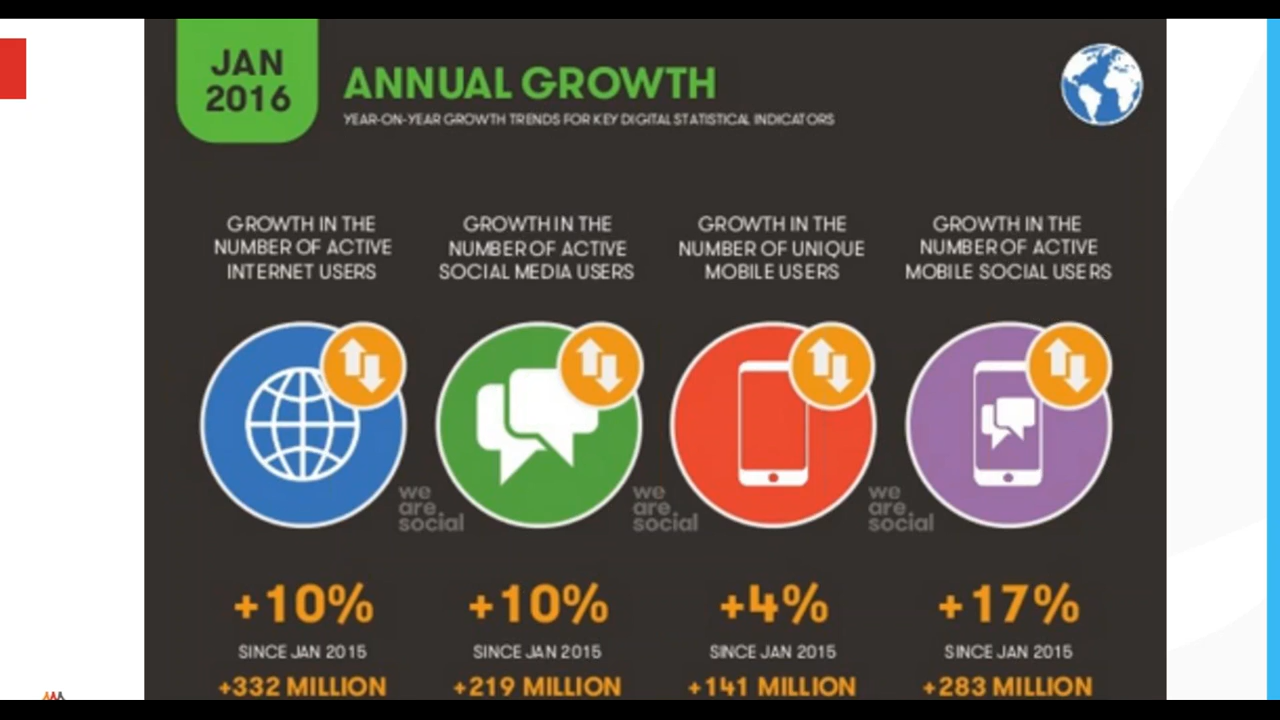 JAN
2016
ANNUAL GROWTH
YEAR-ON-YEAR GROWTH TRENDS FOR KEY DIGITAL STATISTICAL INDICATORS
GROWTH IN THE
NUMBER OF ACTIVE
INTERNET USERS
GROWTH IN THE
NUMBER OF ACTIVE
SOCIAL MEDIA USERS
GROWTH IN THE
NUMBER OF UNIQUE
MOBILE USERS
GROWTH IN THE
NUMBER OF ACTIVE
MOBILE SOCIAL USERS
we
are.
social
we
are.
social
we
are.
social
+10%
SINCE JAN 2015
+332 MILLION
+10%
SINCE JAN 2015
+219 MILLION
+4%
SINCE JAN 2015
+141 MILLION
+17%
SINCE JAN 2015
+283 MILLION